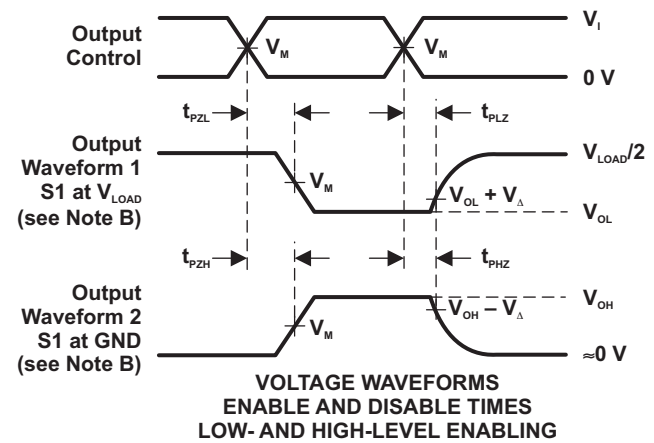 Output
Control
V_M
V_M
V_I
0 V
t_PZL
t_PLZ
Output
Waveform 1
S1 at V_LOAD
(see Note B)
V_M
V_OL + V_Δ
V_LOAD/2
V_OL
t_PZH
t_PHZ
Output
Waveform 2
S1 at GND
(see Note B)
V_M
V_OH − V_Δ
V_OH
≈0 V
VOLTAGE WAVEFORMS
ENABLE AND DISABLE TIMES
LOW- AND HIGH-LEVEL ENABLING